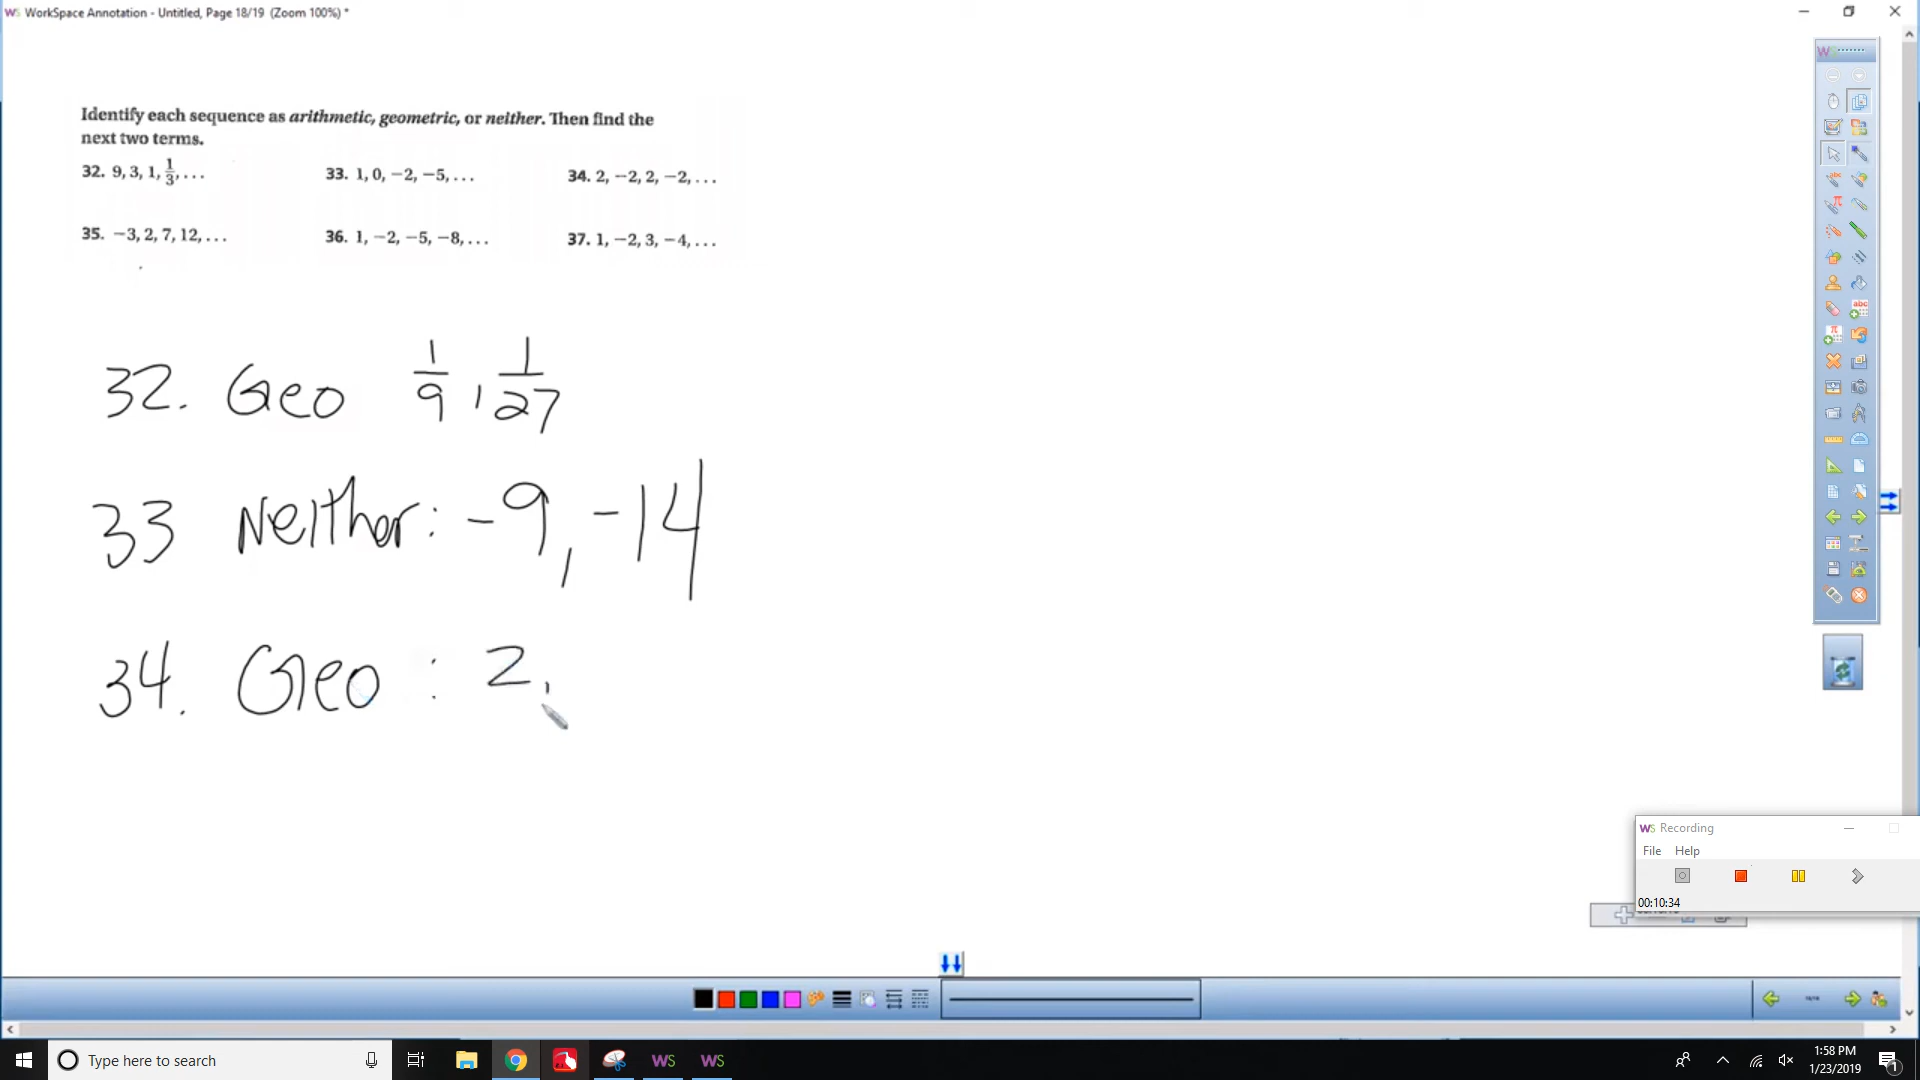 WorkSpace Annotation - Untitled, Page 18/19 (Zoom 100%) *
Identify each sequence as arithmetic, geometric, or neither. Then find the
next two terms.
32. 9, 3, 1, 1/3, . . .
33. 1, 0, −2, −5, . . .
34. 2, −2, 2, −2, . . .
35. −3, 2, 7, 12, . . .
36. 1, −2, −5, −8, . . .
37. 1, −2, 3, −4, . . .
32. Geo 1/9, 1/27
33 Neither: -9, -14
34. Geo : 2,
WS Recording
File Help
00:10:34
Type here to search
WS WS
1:58 PM
1/23/2019
1